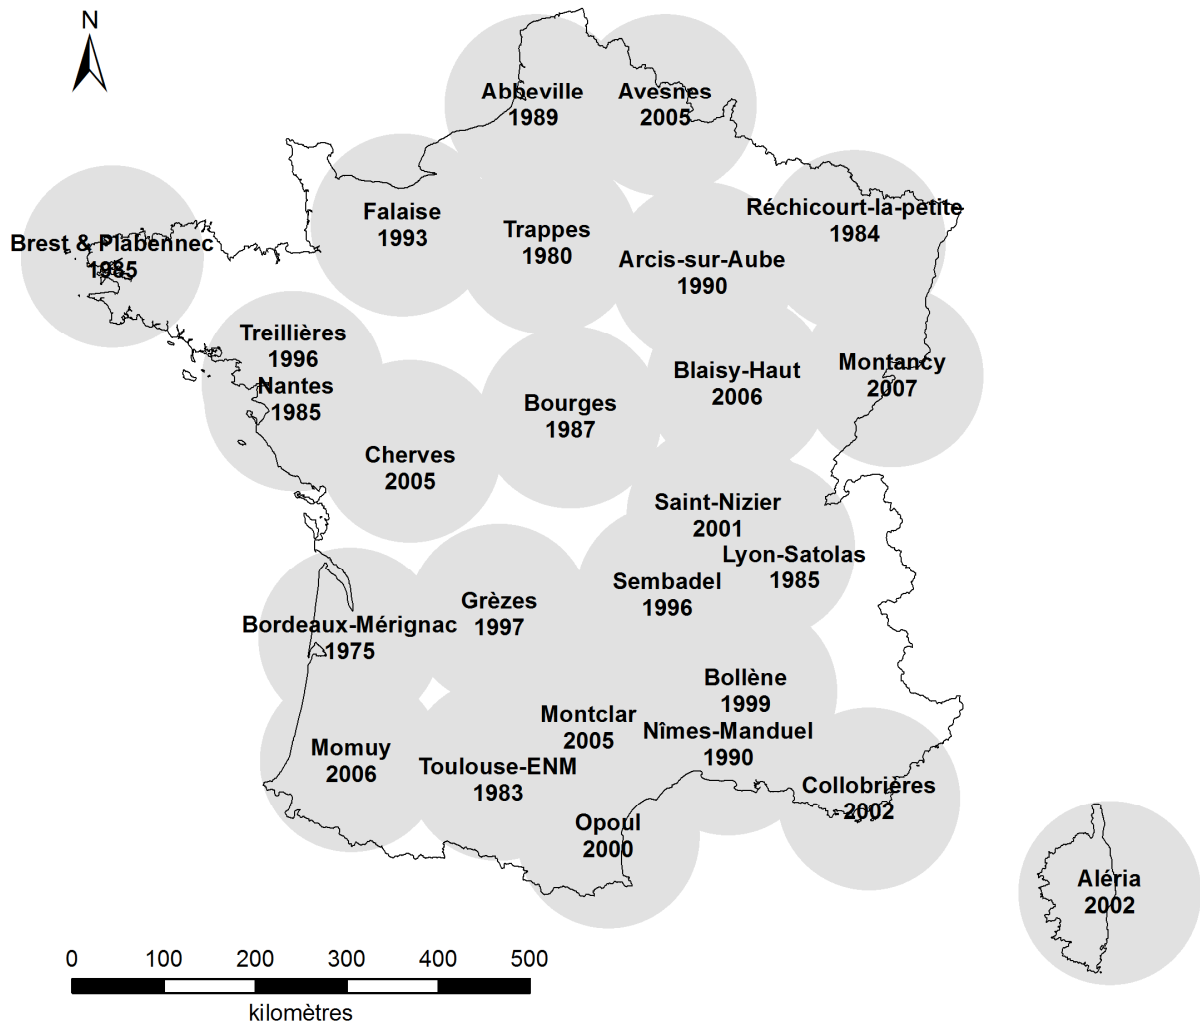 N
Abbeville
1989
Avesnes
2005
Falaise
1993
Trappes
1980
Réchicourt-la-petite
1984
Arcis-sur-Aube
1990
Brest & Plabennec
1985
Treillières
1996
Nantes
1985
Blaisy-Haut
2006
Montancy
2007
Bourges
1987
Cherves
2005
Saint-Nizier
2001
Lyon-Satolas
1985
Sembadel
1996
Grèzes
1997
Bordeaux-Mérignac
1975
Bollène
1999
Montclar
2005
Nîmes-Manduel
1990
Momuy
2006
Toulouse-ENM
1983
Collobrières
2002
Opoul
2000
Aléria
2002
0 100 200 300 400 500
kilomètres